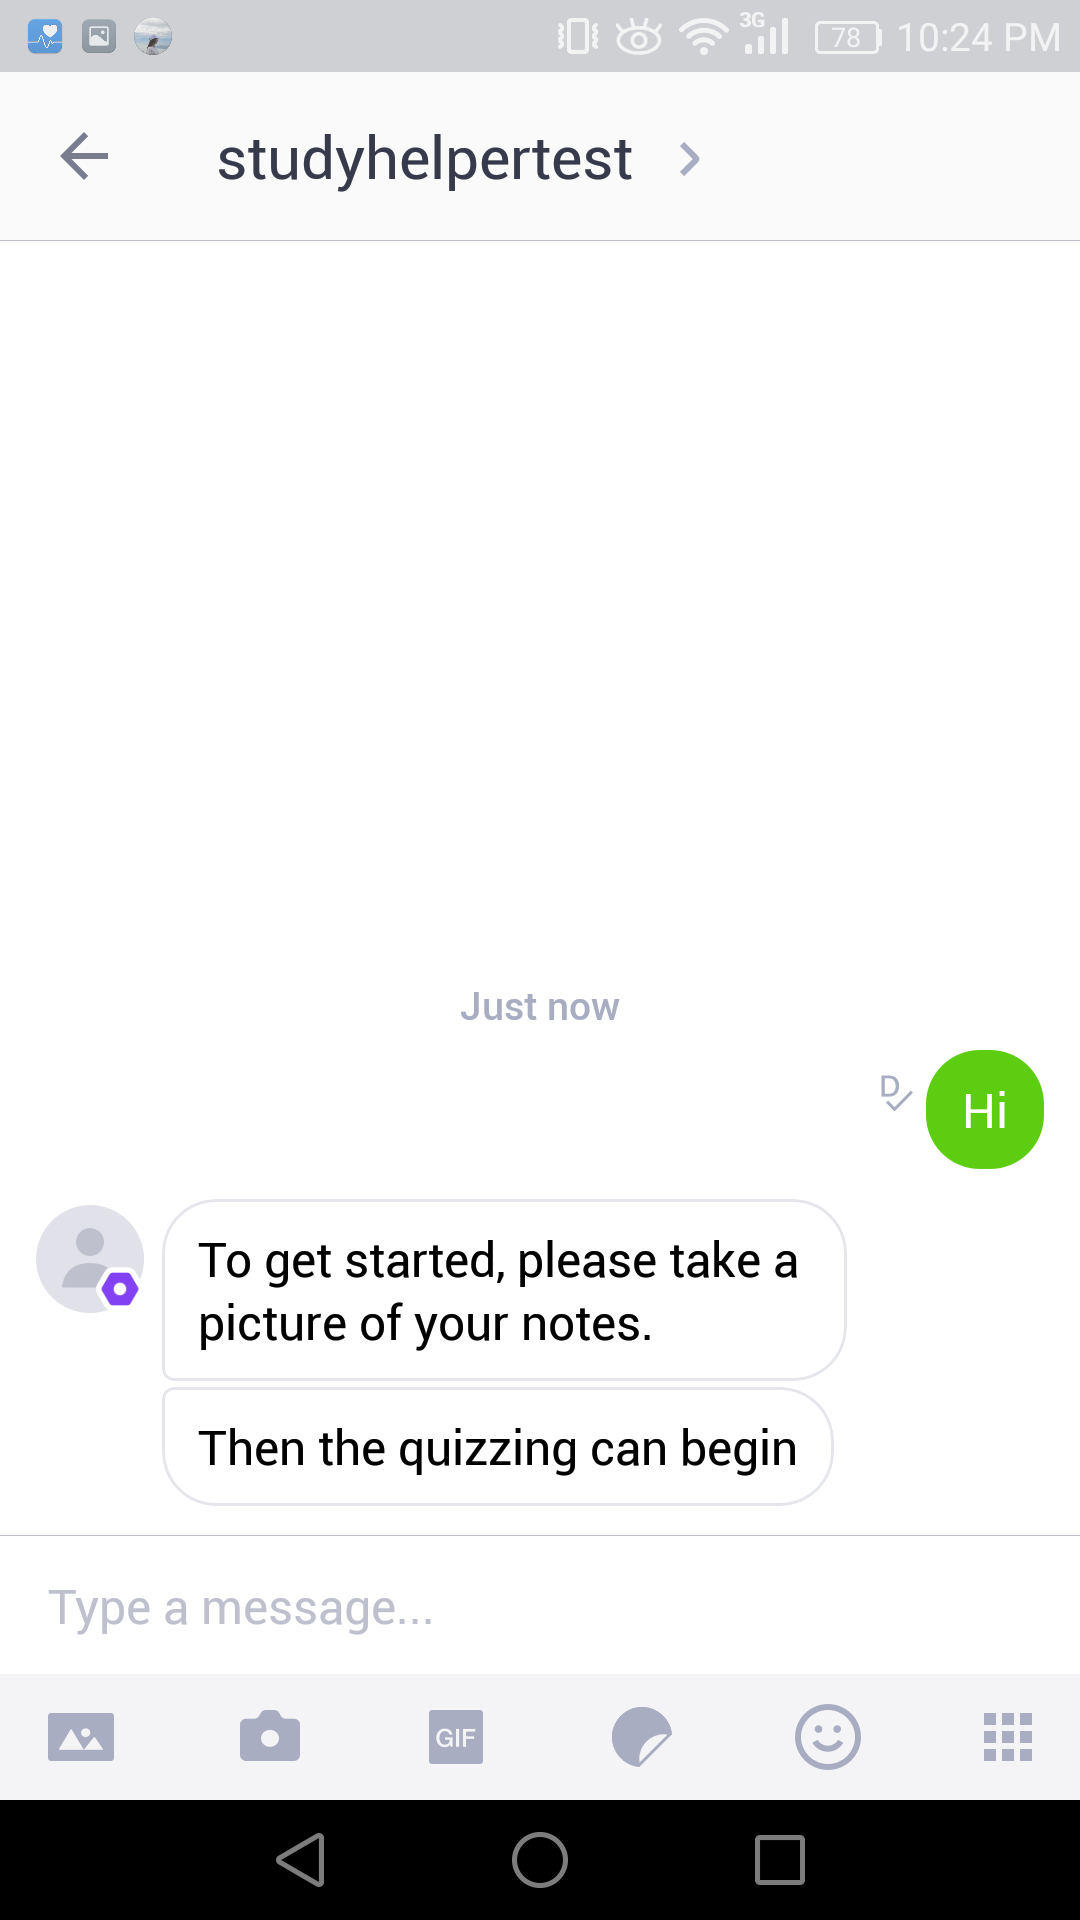 3G
78
10:24 PM
studyhelpertest
Just now
D
Hi
To get started, please take a
picture of your notes.
Then the quizzing can begin
Type a message...
GIF